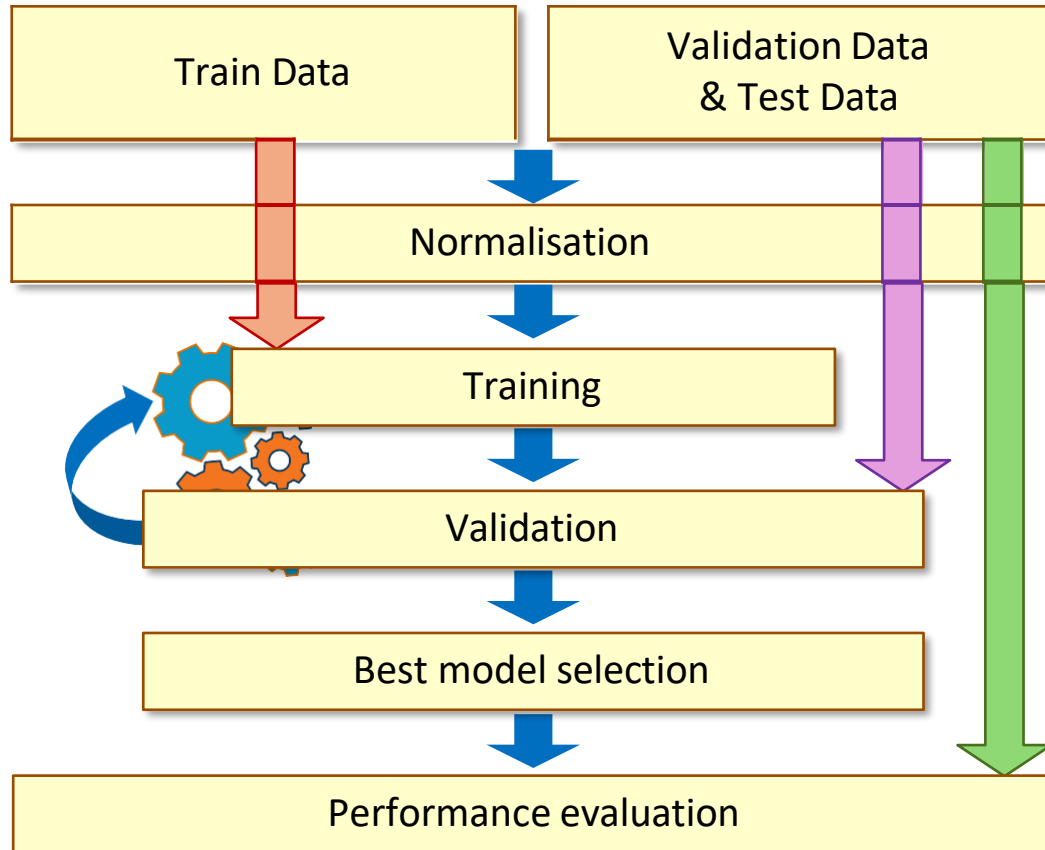 Train Data
Validation Data
& Test Data
Normalisation
Training
Validation
Best model selection
Performance evaluation